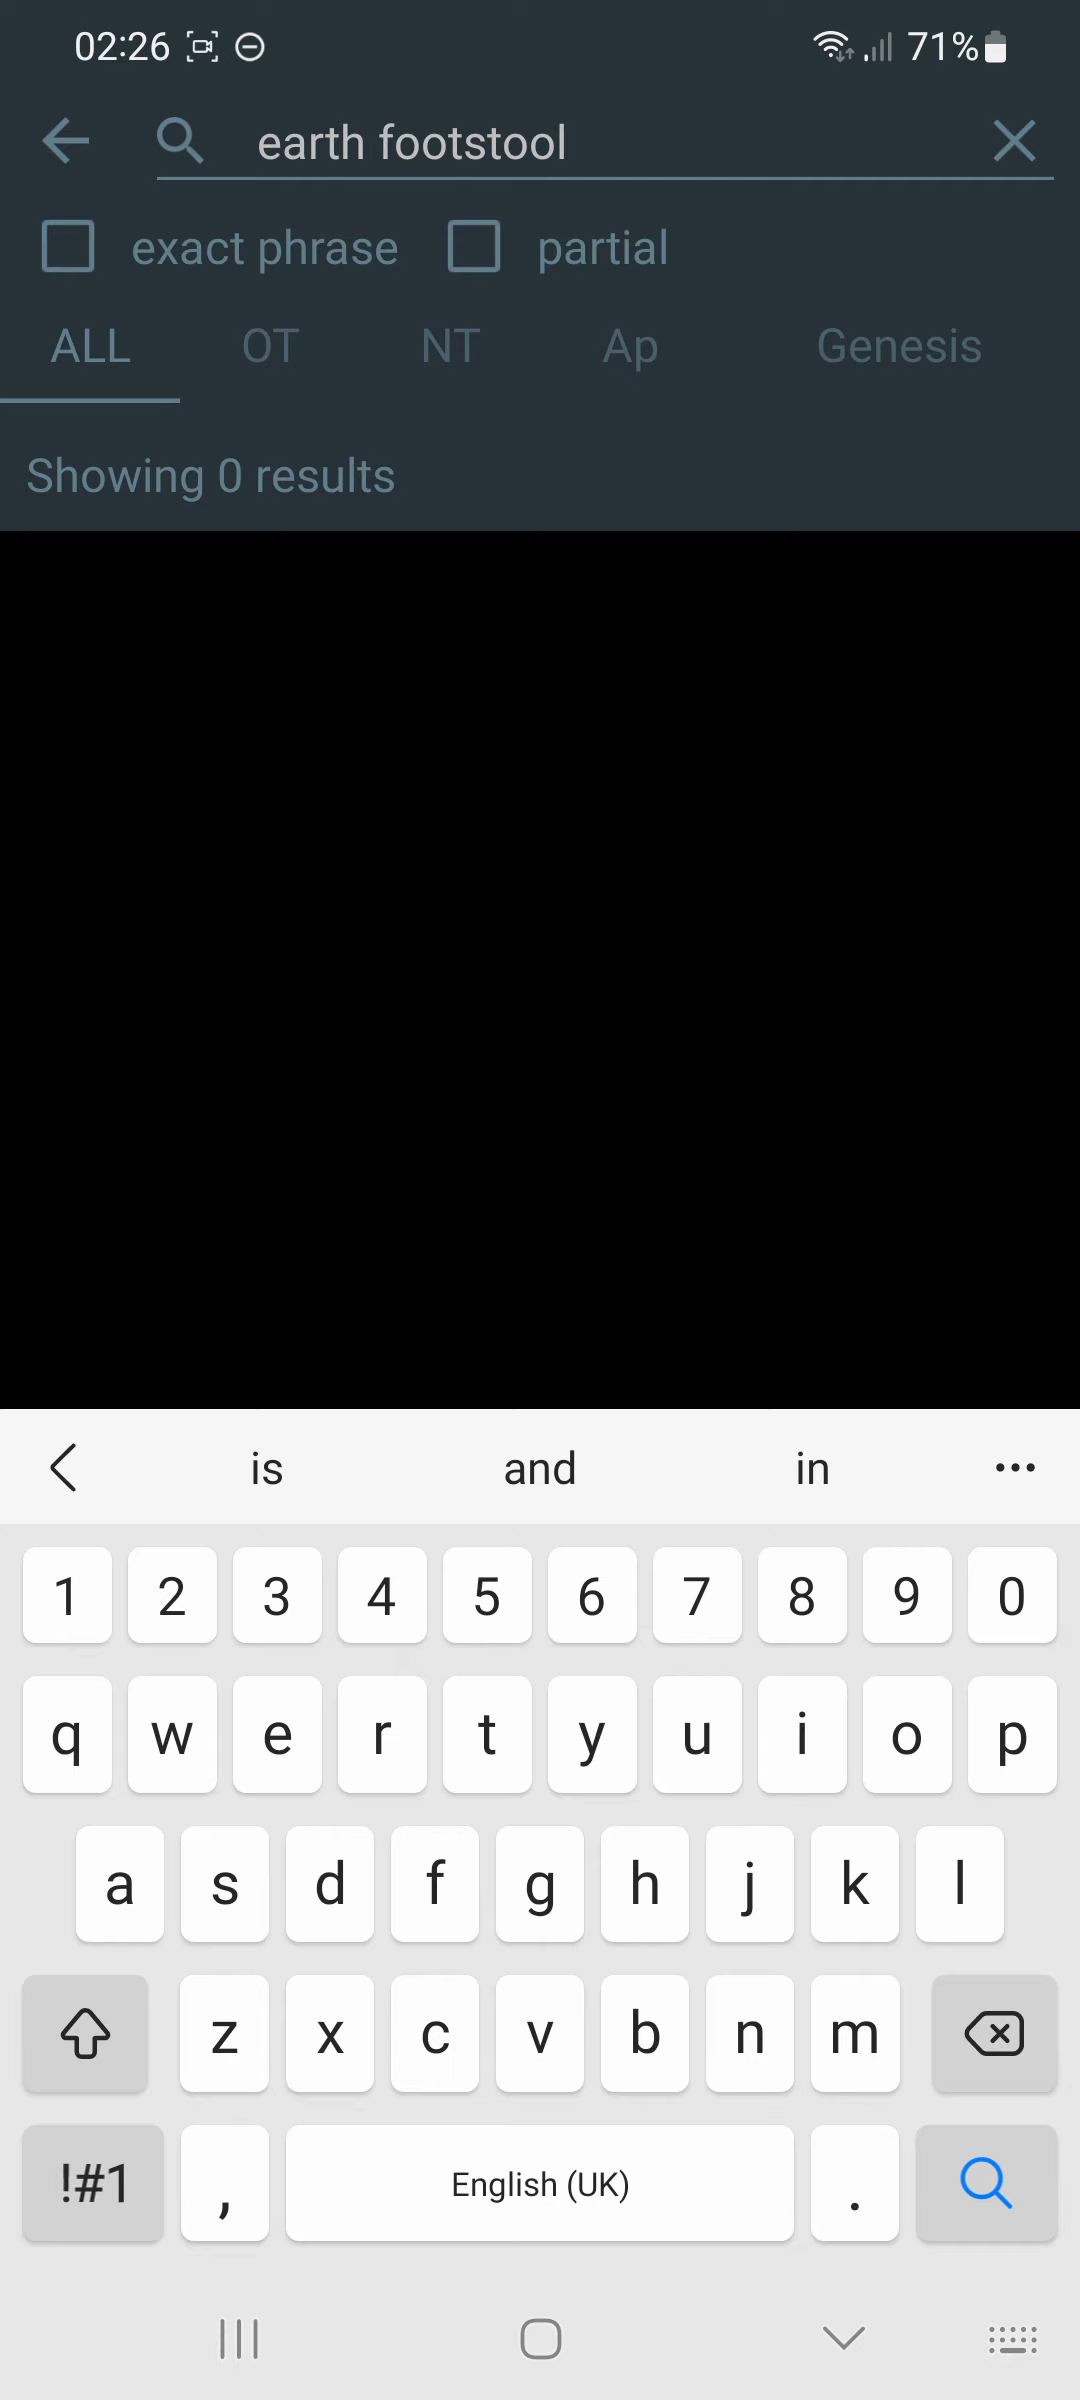 02:26 71%
earth footstool
exact phrase partial
ALL OT NT Ap Genesis
Showing 0 results
is and in
1 2 3 4 5 6 7 8 9 0
q w e r t y u i o p
a s d f g h j k l
z x c v b n m
!#1 , English (UK) .